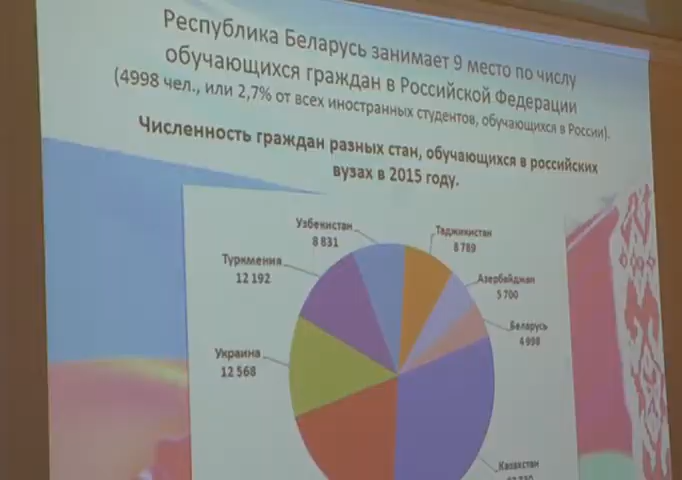 Республика Беларусь занимает 9 место по числу
обучающихся граждан в Российской Федерации
(4998 чел., или 2,7% от всех иностранных студентов, обучающихся в России).
Численность граждан разных стан, обучающихся в российских
вузах в 2015 году.
Узбекистан
8 831
Таджикистан
8 789
Туркмения
12 192
Азербайджан
5 700
Беларусь
4 998
Украина
12 568
Казахстан